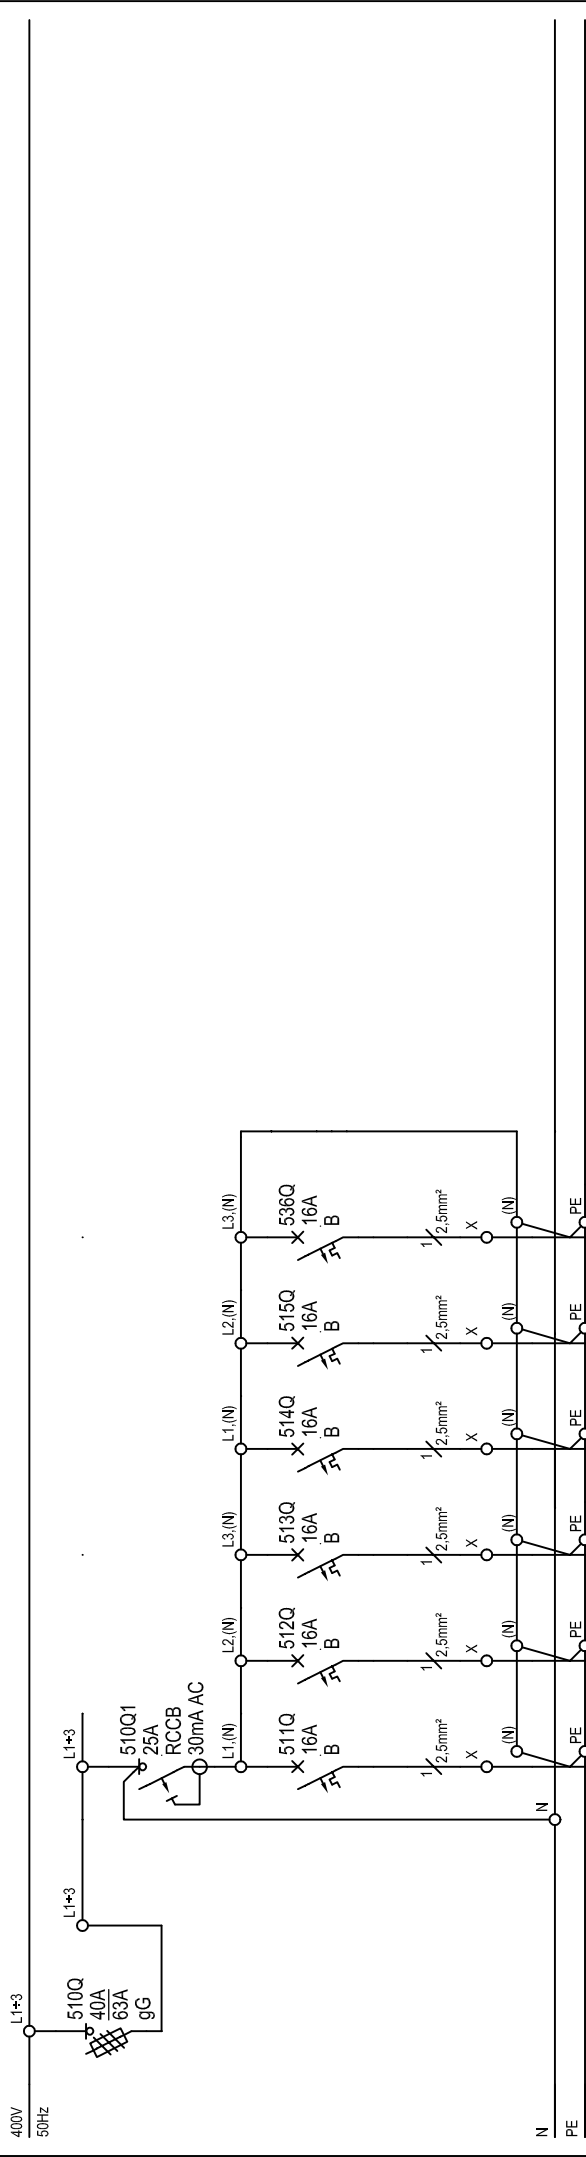 400V
50Hz
L1÷3
510Q
40A
63A
gG
L1÷3
L1÷3
510Q1
25A
RCCB
30mA AC
L1,(N)
511Q
16A
B
1
2,5mm²
X
(N)
PE
L2,(N)
512Q
16A
B
1
2,5mm²
X
(N)
PE
L3,(N)
513Q
16A
B
1
2,5mm²
X
(N)
PE
L1,(N)
514Q
16A
B
1
2,5mm²
X
(N)
PE
L2,(N)
515Q
16A
B
1
2,5mm²
X
(N)
PE
L3,(N)
536Q
16A
B
1
2,5mm²
X
(N)
PE
N
N
PE